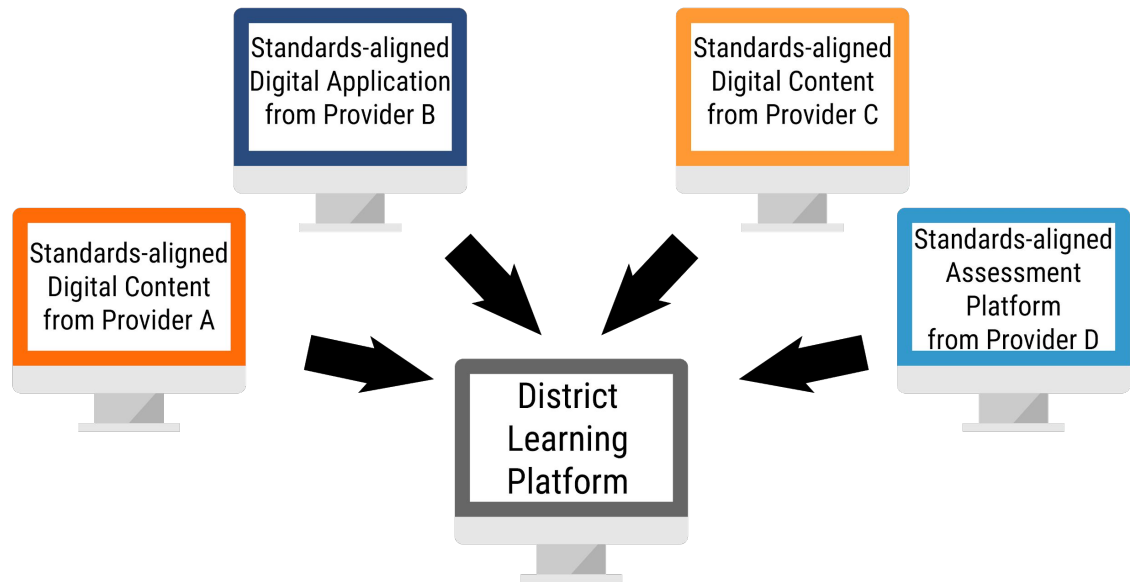 Standards-aligned
Digital Application
from Provider B
Standards-aligned
Digital Content
from Provider C
Standards-aligned
Digital Content
from Provider A
Standards-aligned
Assessment
Platform
from Provider D
District
Learning
Platform